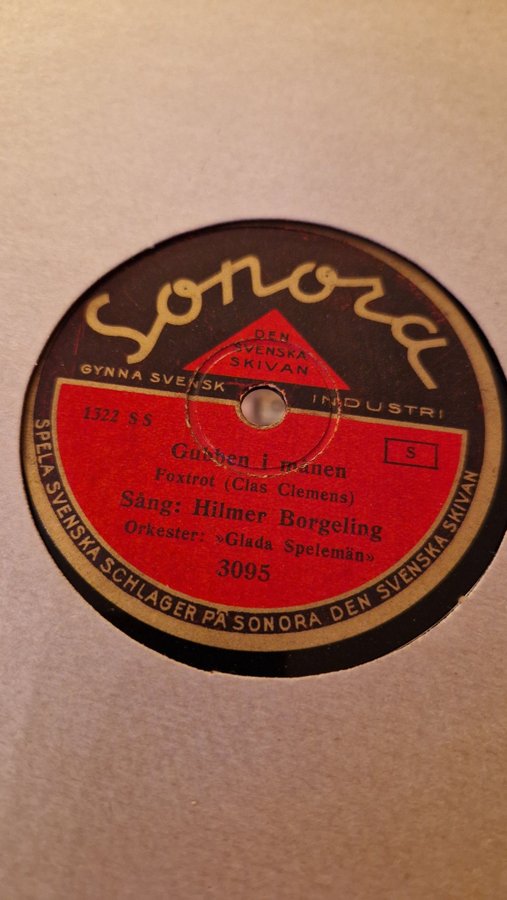 Sonora
DEN
SVENSKA
SKIVAN
GYNNA SVENSK INDUSTRI
1322 SS
S
Gubben i månen
Foxtrot (Clas Clemens)
Sång: Hilmer Borgeling
Orkester: »Glada Spelemän»
3095
SPELA SVENSKA SCHLAGER PÅ SONORA DEN SVENSKA SKIVAN